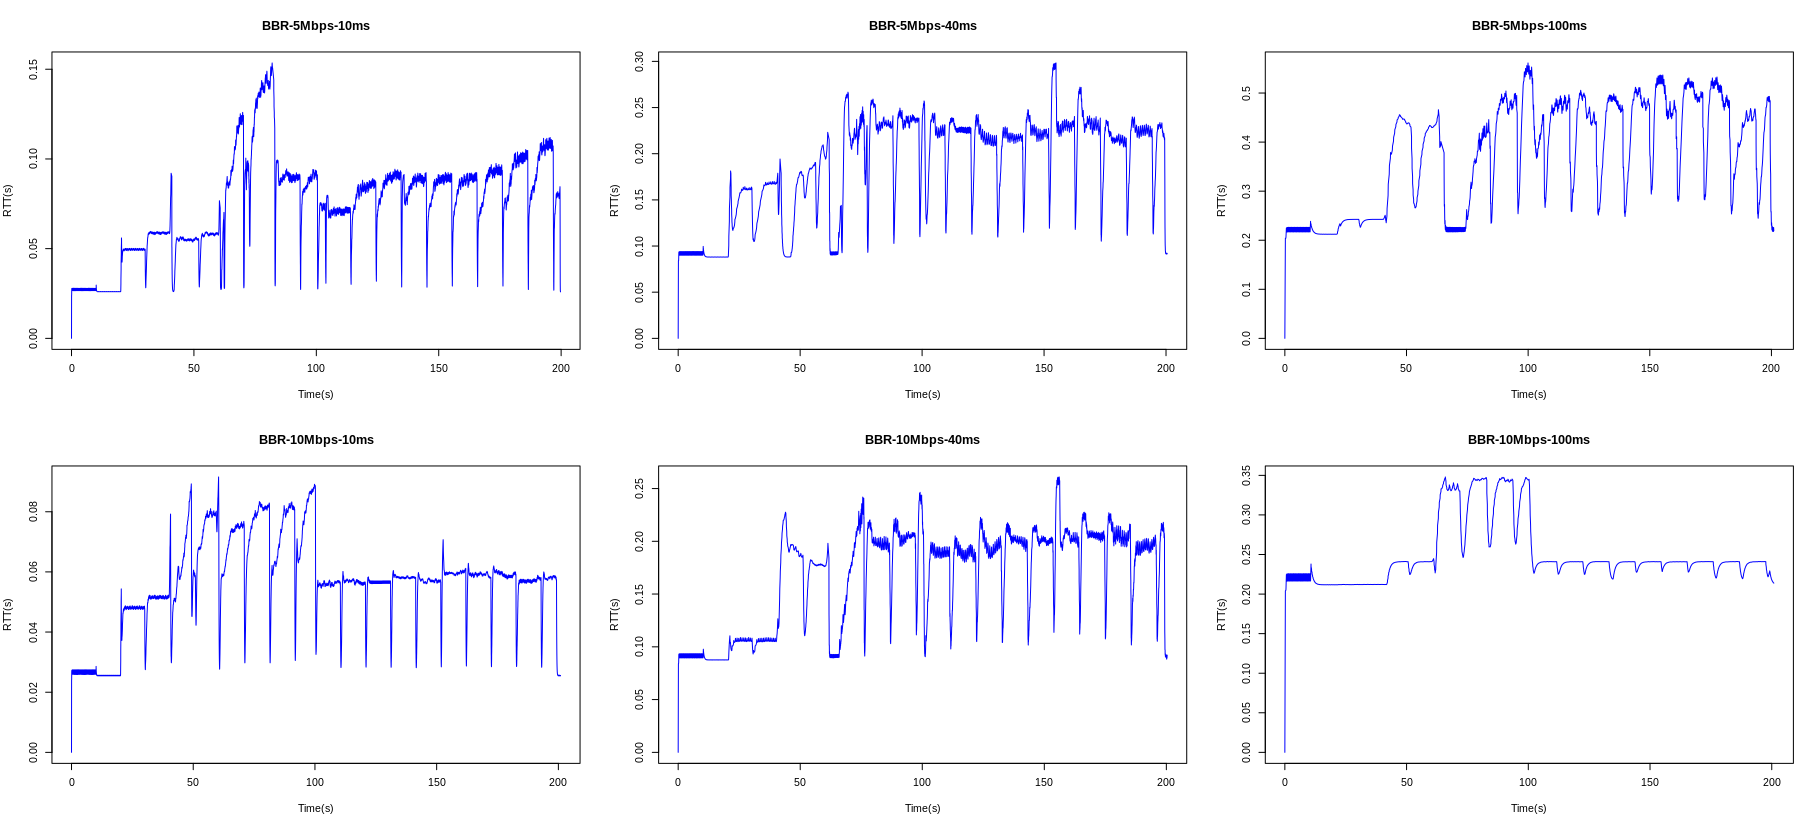 BBR-5Mbps-10ms
RTT(s)
0.15
0.10
0.05
0.00
0 50 100 150 200
Time(s)
BBR-5Mbps-40ms
RTT(s)
0.30
0.25
0.20
0.15
0.10
0.05
0.00
0 50 100 150 200
Time(s)
BBR-5Mbps-100ms
RTT(s)
0.5
0.4
0.3
0.2
0.1
0.0
0 50 100 150 200
Time(s)
BBR-10Mbps-10ms
RTT(s)
0.08
0.06
0.04
0.02
0.00
0 50 100 150 200
Time(s)
BBR-10Mbps-40ms
RTT(s)
0.25
0.20
0.15
0.10
0.05
0.00
0 50 100 150 200
Time(s)
BBR-10Mbps-100ms
RTT(s)
0.35
0.30
0.25
0.20
0.15
0.10
0.05
0.00
0 50 100 150 200
Time(s)